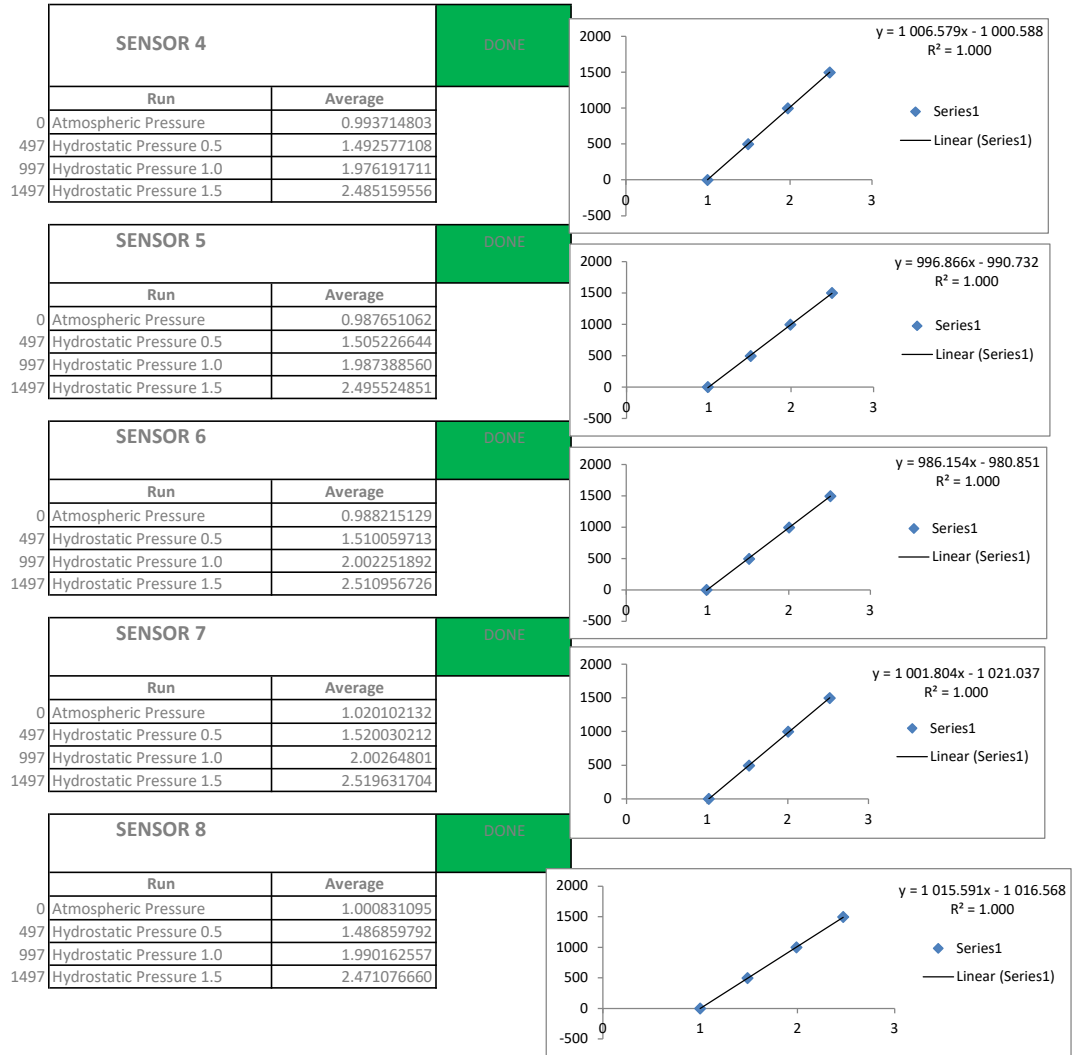 SENSOR 4 DONE
Run Average
0 Atmospheric Pressure 0.993714803
497 Hydrostatic Pressure 0.5 1.492577108
997 Hydrostatic Pressure 1.0 1.976191711
1497 Hydrostatic Pressure 1.5 2.485159556
y = 1 006.579x - 1 000.588
R² = 1.000
2000
1500
1000
500
0
-500
0 1 2 3
Series1
Linear (Series1)
SENSOR 5 DONE
Run Average
0 Atmospheric Pressure 0.987651062
497 Hydrostatic Pressure 0.5 1.505226644
997 Hydrostatic Pressure 1.0 1.987388560
1497 Hydrostatic Pressure 1.5 2.495524851
y = 996.866x - 990.732
R² = 1.000
2000
1500
1000
500
0
-500
0 1 2 3
Series1
Linear (Series1)
SENSOR 6 DONE
Run Average
0 Atmospheric Pressure 0.988215129
497 Hydrostatic Pressure 0.5 1.510059713
997 Hydrostatic Pressure 1.0 2.002251892
1497 Hydrostatic Pressure 1.5 2.510956726
y = 986.154x - 980.851
R² = 1.000
2000
1500
1000
500
0
-500
0 1 2 3
Series1
Linear (Series1)
SENSOR 7 DONE
Run Average
0 Atmospheric Pressure 1.020102132
497 Hydrostatic Pressure 0.5 1.520030212
997 Hydrostatic Pressure 1.0 2.00264801
1497 Hydrostatic Pressure 1.5 2.519631704
y = 1 001.804x - 1 021.037
R² = 1.000
2000
1500
1000
500
0
-500
0 1 2 3
Series1
Linear (Series1)
SENSOR 8 DONE
Run Average
0 Atmospheric Pressure 1.000831095
497 Hydrostatic Pressure 0.5 1.486859792
997 Hydrostatic Pressure 1.0 1.990162557
1497 Hydrostatic Pressure 1.5 2.471076660
y = 1 015.591x - 1 016.568
R² = 1.000
2000
1500
1000
500
0
-500
0 1 2 3
Series1
Linear (Series1)